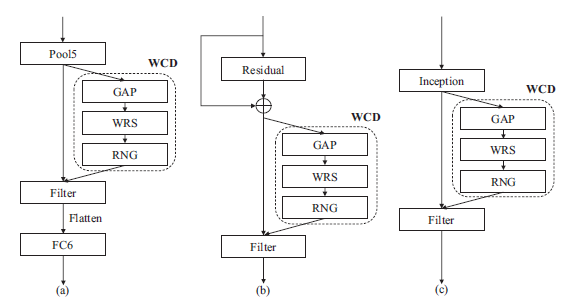 Pool5
WCD
GAP
WRS
RNG
Filter
Flatten
FC6
(a)
Residual
WCD
GAP
WRS
RNG
Filter
(b)
Inception
WCD
GAP
WRS
RNG
Filter
(c)